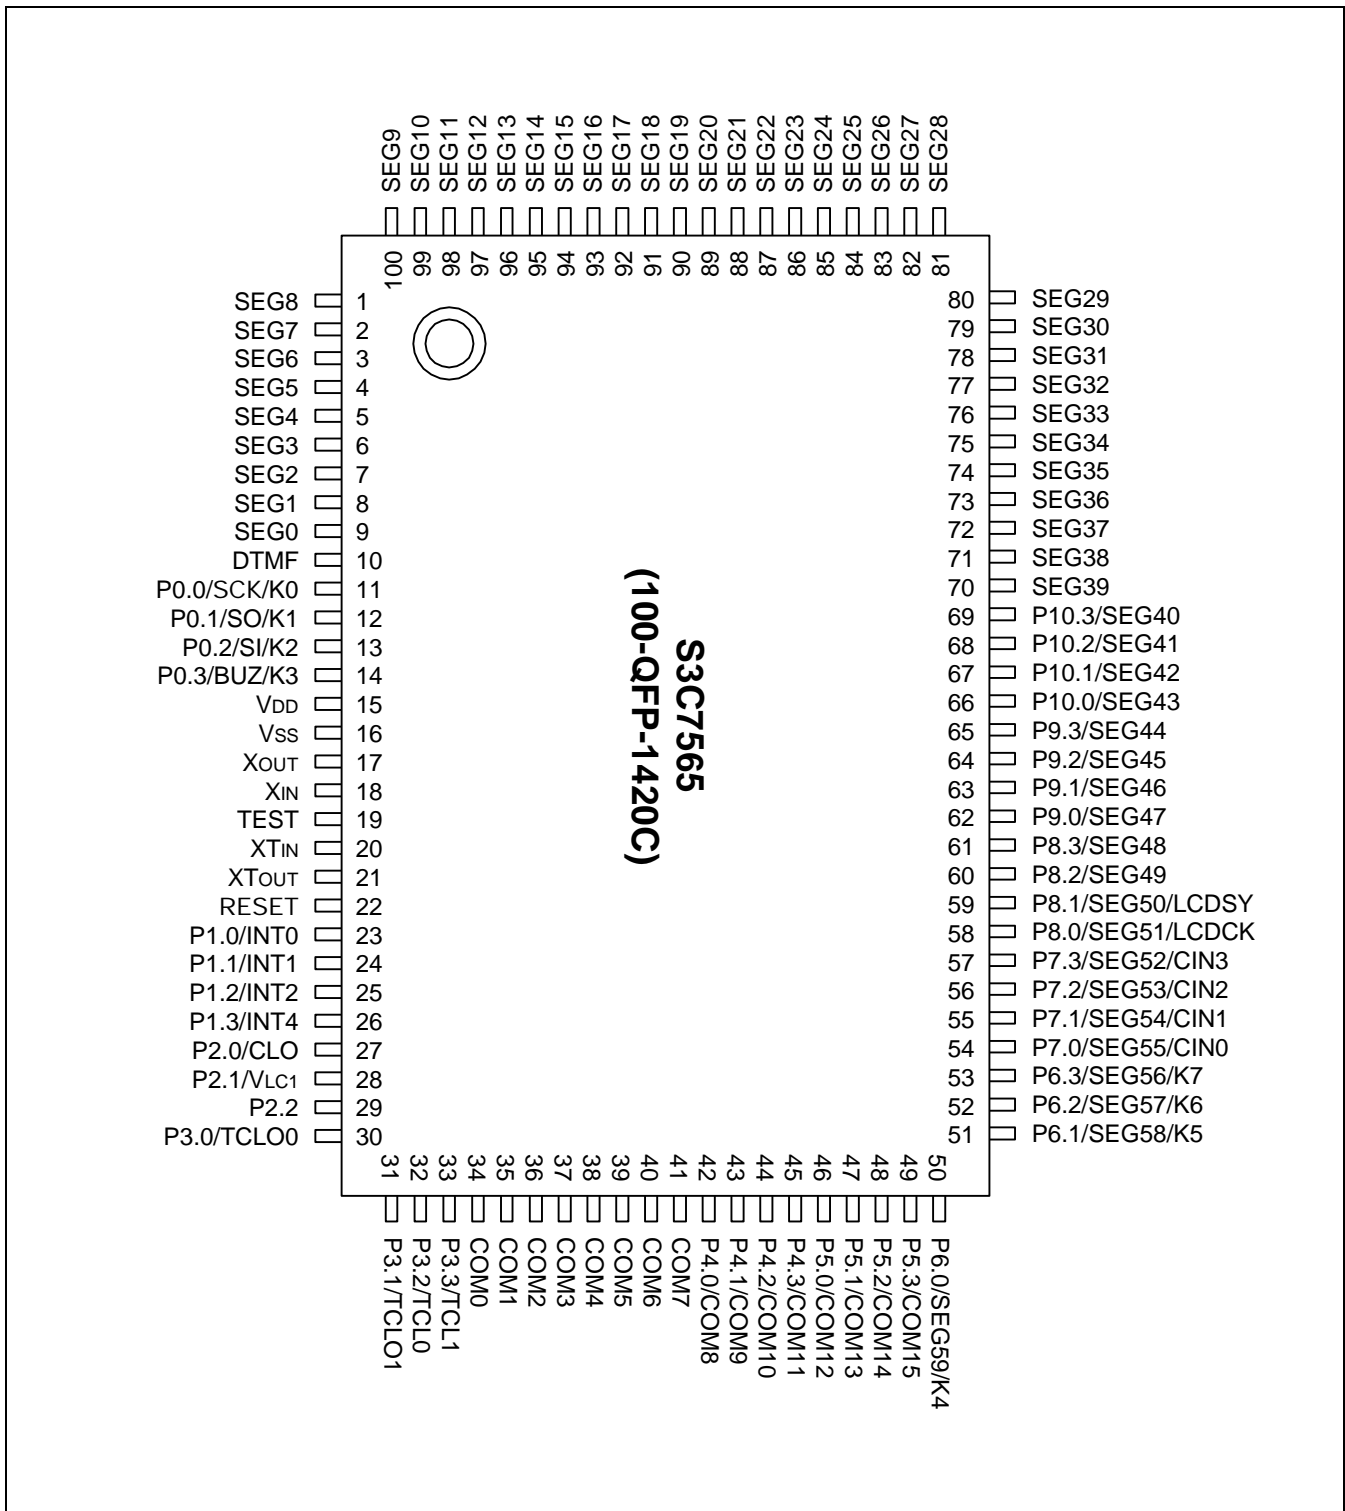 SEG9
SEG10
SEG11
SEG12
SEG13
SEG14
SEG15
SEG16
SEG17
SEG18
SEG19
SEG20
SEG21
SEG22
SEG23
SEG24
SEG25
SEG26
SEG27
SEG28
100
99
98
97
96
95
94
93
92
91
90
89
88
87
86
85
84
83
82
81
SEG8 1
SEG7 2
SEG6 3
SEG5 4
SEG4 5
SEG3 6
SEG2 7
SEG1 8
SEG0 9
DTMF 10
P0.0/SCK/K0 11
P0.1/SO/K1 12
P0.2/SI/K2 13
P0.3/BUZ/K3 14
VDD 15
VSS 16
XOUT 17
XIN 18
TEST 19
XTIN 20
XTOUT 21
RESET 22
P1.0/INT0 23
P1.1/INT1 24
P1.2/INT2 25
P1.3/INT4 26
P2.0/CLO 27
P2.1/VLC1 28
P2.2 29
P3.0/TCLO0 30
S3C7565
(100-QFP-1420C)
80 SEG29
79 SEG30
78 SEG31
77 SEG32
76 SEG33
75 SEG34
74 SEG35
73 SEG36
72 SEG37
71 SEG38
70 SEG39
69 P10.3/SEG40
68 P10.2/SEG41
67 P10.1/SEG42
66 P10.0/SEG43
65 P9.3/SEG44
64 P9.2/SEG45
63 P9.1/SEG46
62 P9.0/SEG47
61 P8.3/SEG48
60 P8.2/SEG49
59 P8.1/SEG50/LCDSY
58 P8.0/SEG51/LCDCK
57 P7.3/SEG52/CIN3
56 P7.2/SEG53/CIN2
55 P7.1/SEG54/CIN1
54 P7.0/SEG55/CIN0
53 P6.3/SEG56/K7
52 P6.2/SEG57/K6
51 P6.1/SEG58/K5
31
32
33
34
35
36
37
38
39
40
41
42
43
44
45
46
47
48
49
50
P3.1/TCLO1
P3.2/TCL0
P3.3/TCL1
COM0
COM1
COM2
COM3
COM4
COM5
COM6
COM7
P4.0/COM8
P4.1/COM9
P4.2/COM10
P4.3/COM11
P5.0/COM12
P5.1/COM13
P5.2/COM14
P5.3/COM15
P6.0/SEG59/K4